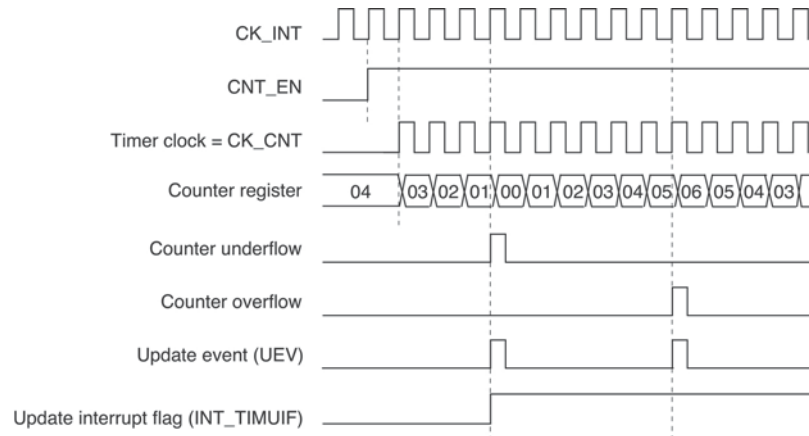 CK_INT
CNT_EN
Timer clock = CK_CNT
Counter register 04 03 02 01 00 01 02 03 04 05 06 05 04 03
Counter underflow
Counter overflow
Update event (UEV)
Update interrupt flag (INT_TIMUIF)